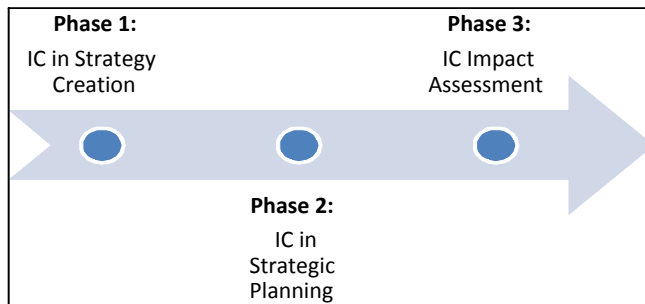 Phase 1:
IC in Strategy
Creation
Phase 2:
IC in
Strategic
Planning
Phase 3:
IC Impact
Assessment